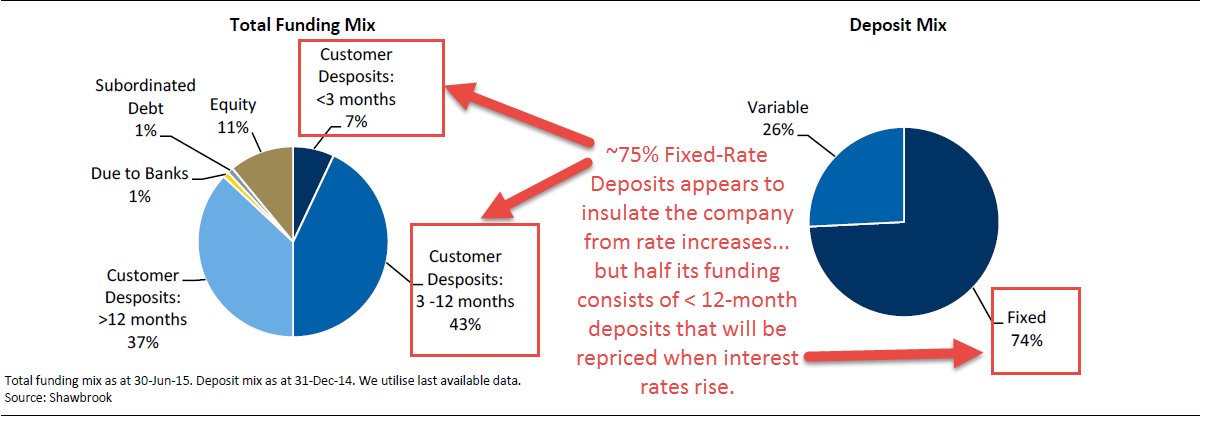 Total Funding Mix
Customer
Desposits:
<3 months
7%
Subordinated
Debt
1%
Equity
11%
Due to Banks
1%
Customer
Desposits:
>12 months
37%
Customer
Desposits:
3 -12 months
43%
~75% Fixed-Rate
Deposits appears to
insulate the company
from rate increases...
but half its funding
consists of < 12-month
deposits that will be
repriced when interest
rates rise.
Deposit Mix
Variable
26%
Fixed
74%
Total funding mix as at 30-Jun-15. Deposit mix as at 31-Dec-14. We utilise last available data.
Source: Shawbrook